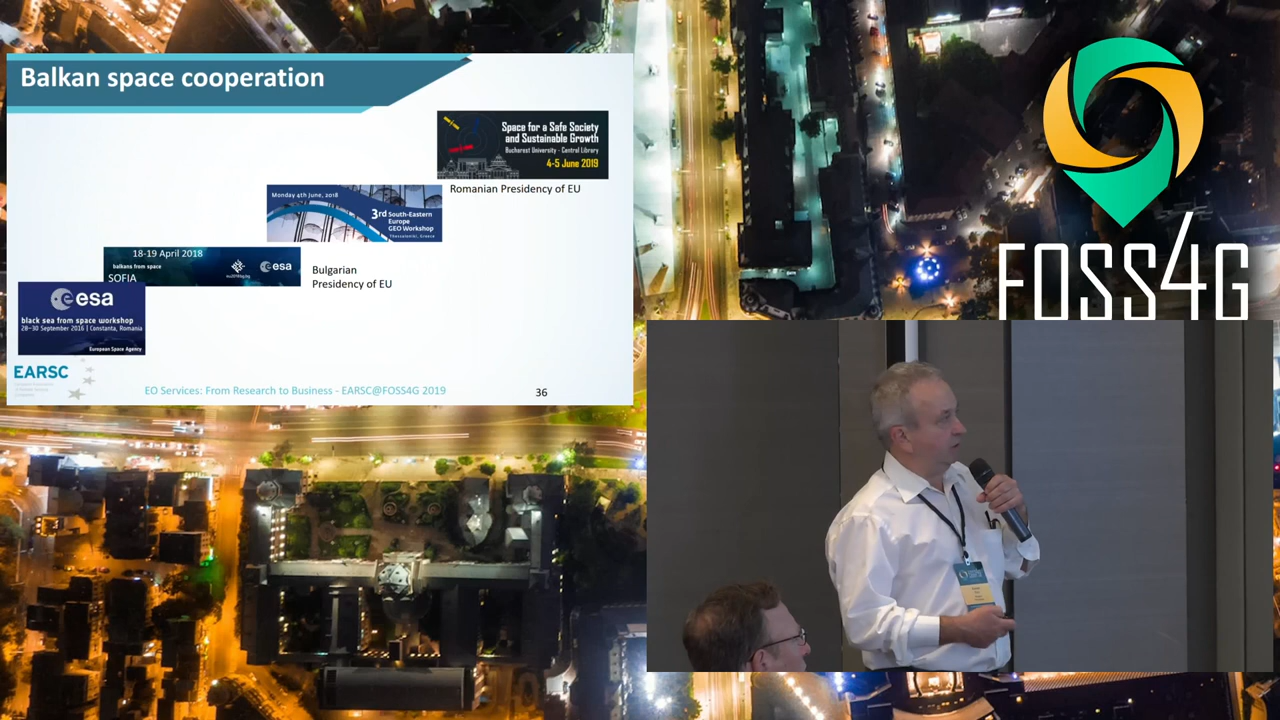 Balkan space cooperation
Space for a Safe Society
and Sustainable Growth
Bucharest University - Central Library
4-5 June 2019
Romanian Presidency of EU
Monday 4th June, 2018
3rd South-Eastern
Europe
GEO Workshop
Thessaloniki, Greece
18-19 April 2018
balkans from space
SOFIA
esa
Bulgarian
Presidency of EU
esa
black sea from space workshop
28-30 September 2016 | Constanta, Romania
European Space Agency
EARSC
EO Services: From Research to Business - EARSC@FOSS4G 2019
36
FOSS4G